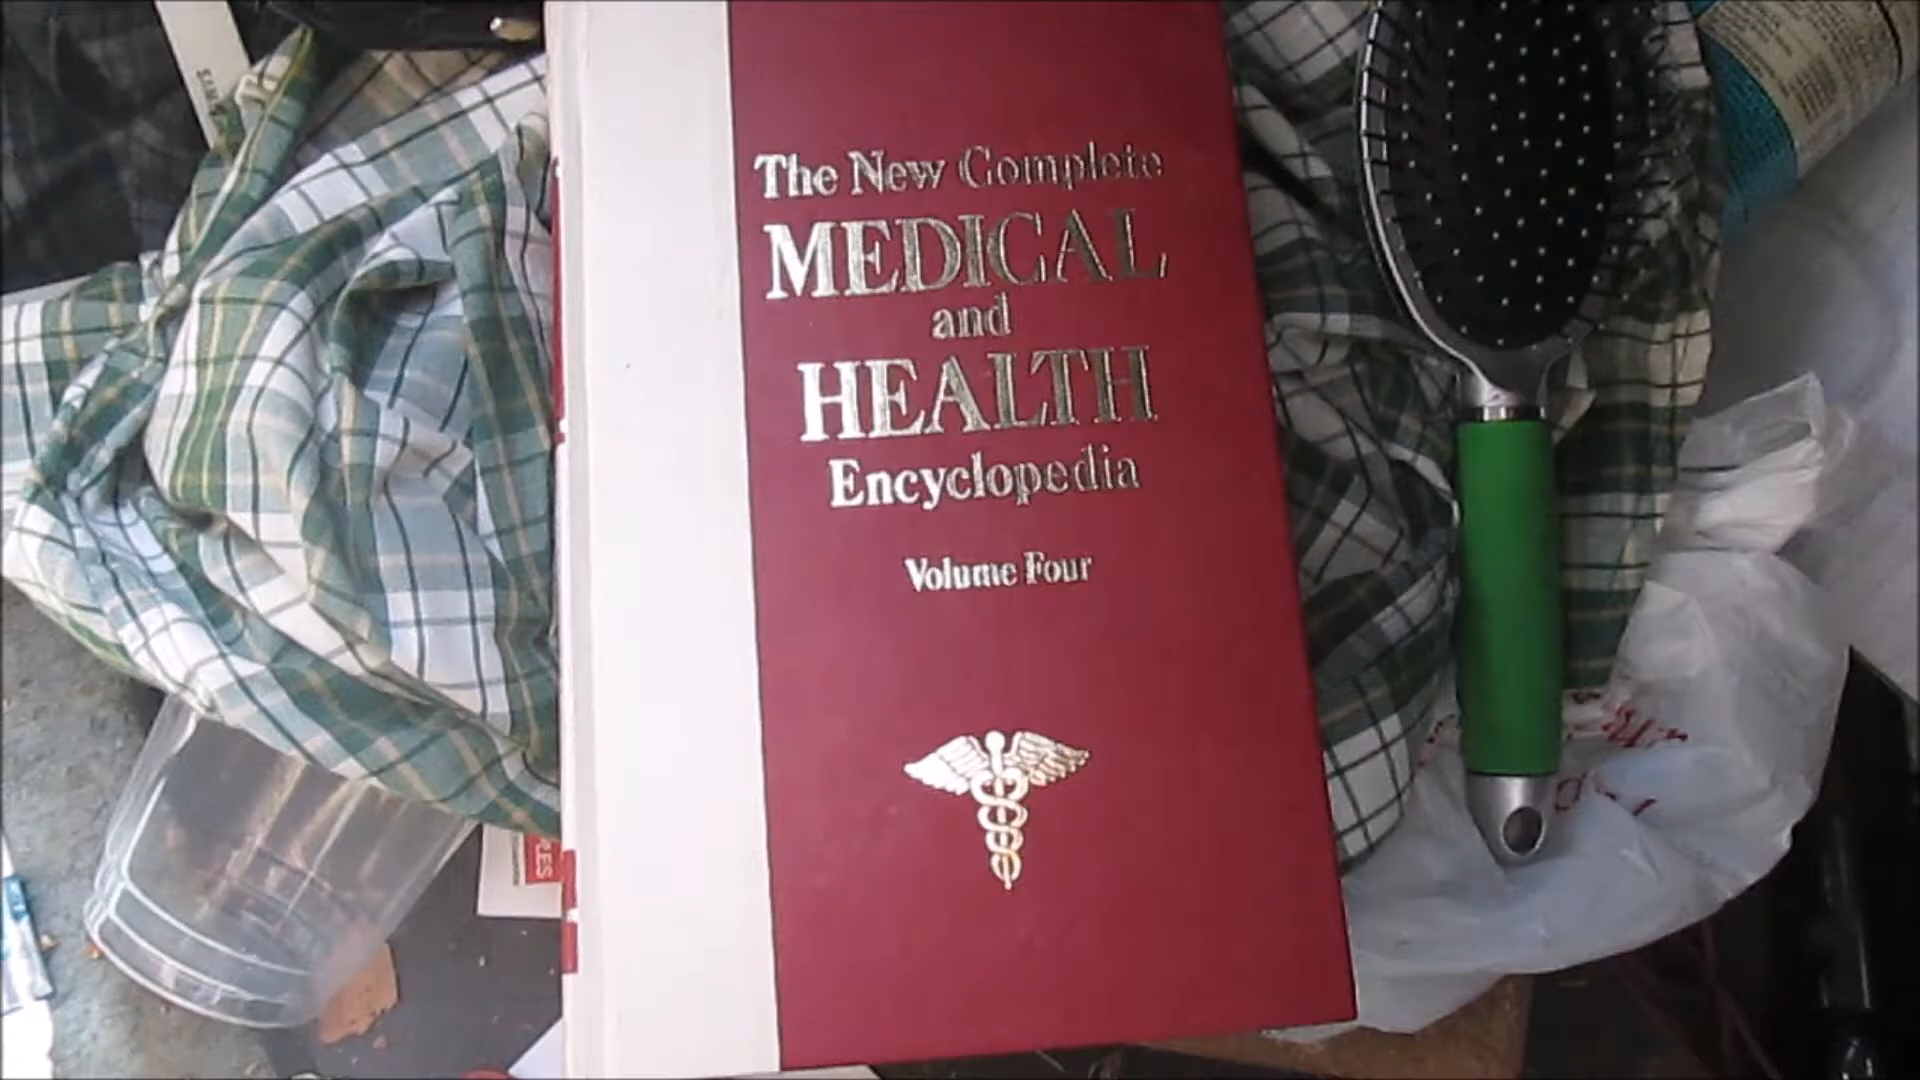 The New Complete
MEDICAL
and
HEALTH
Encyclopedia
Volume Four